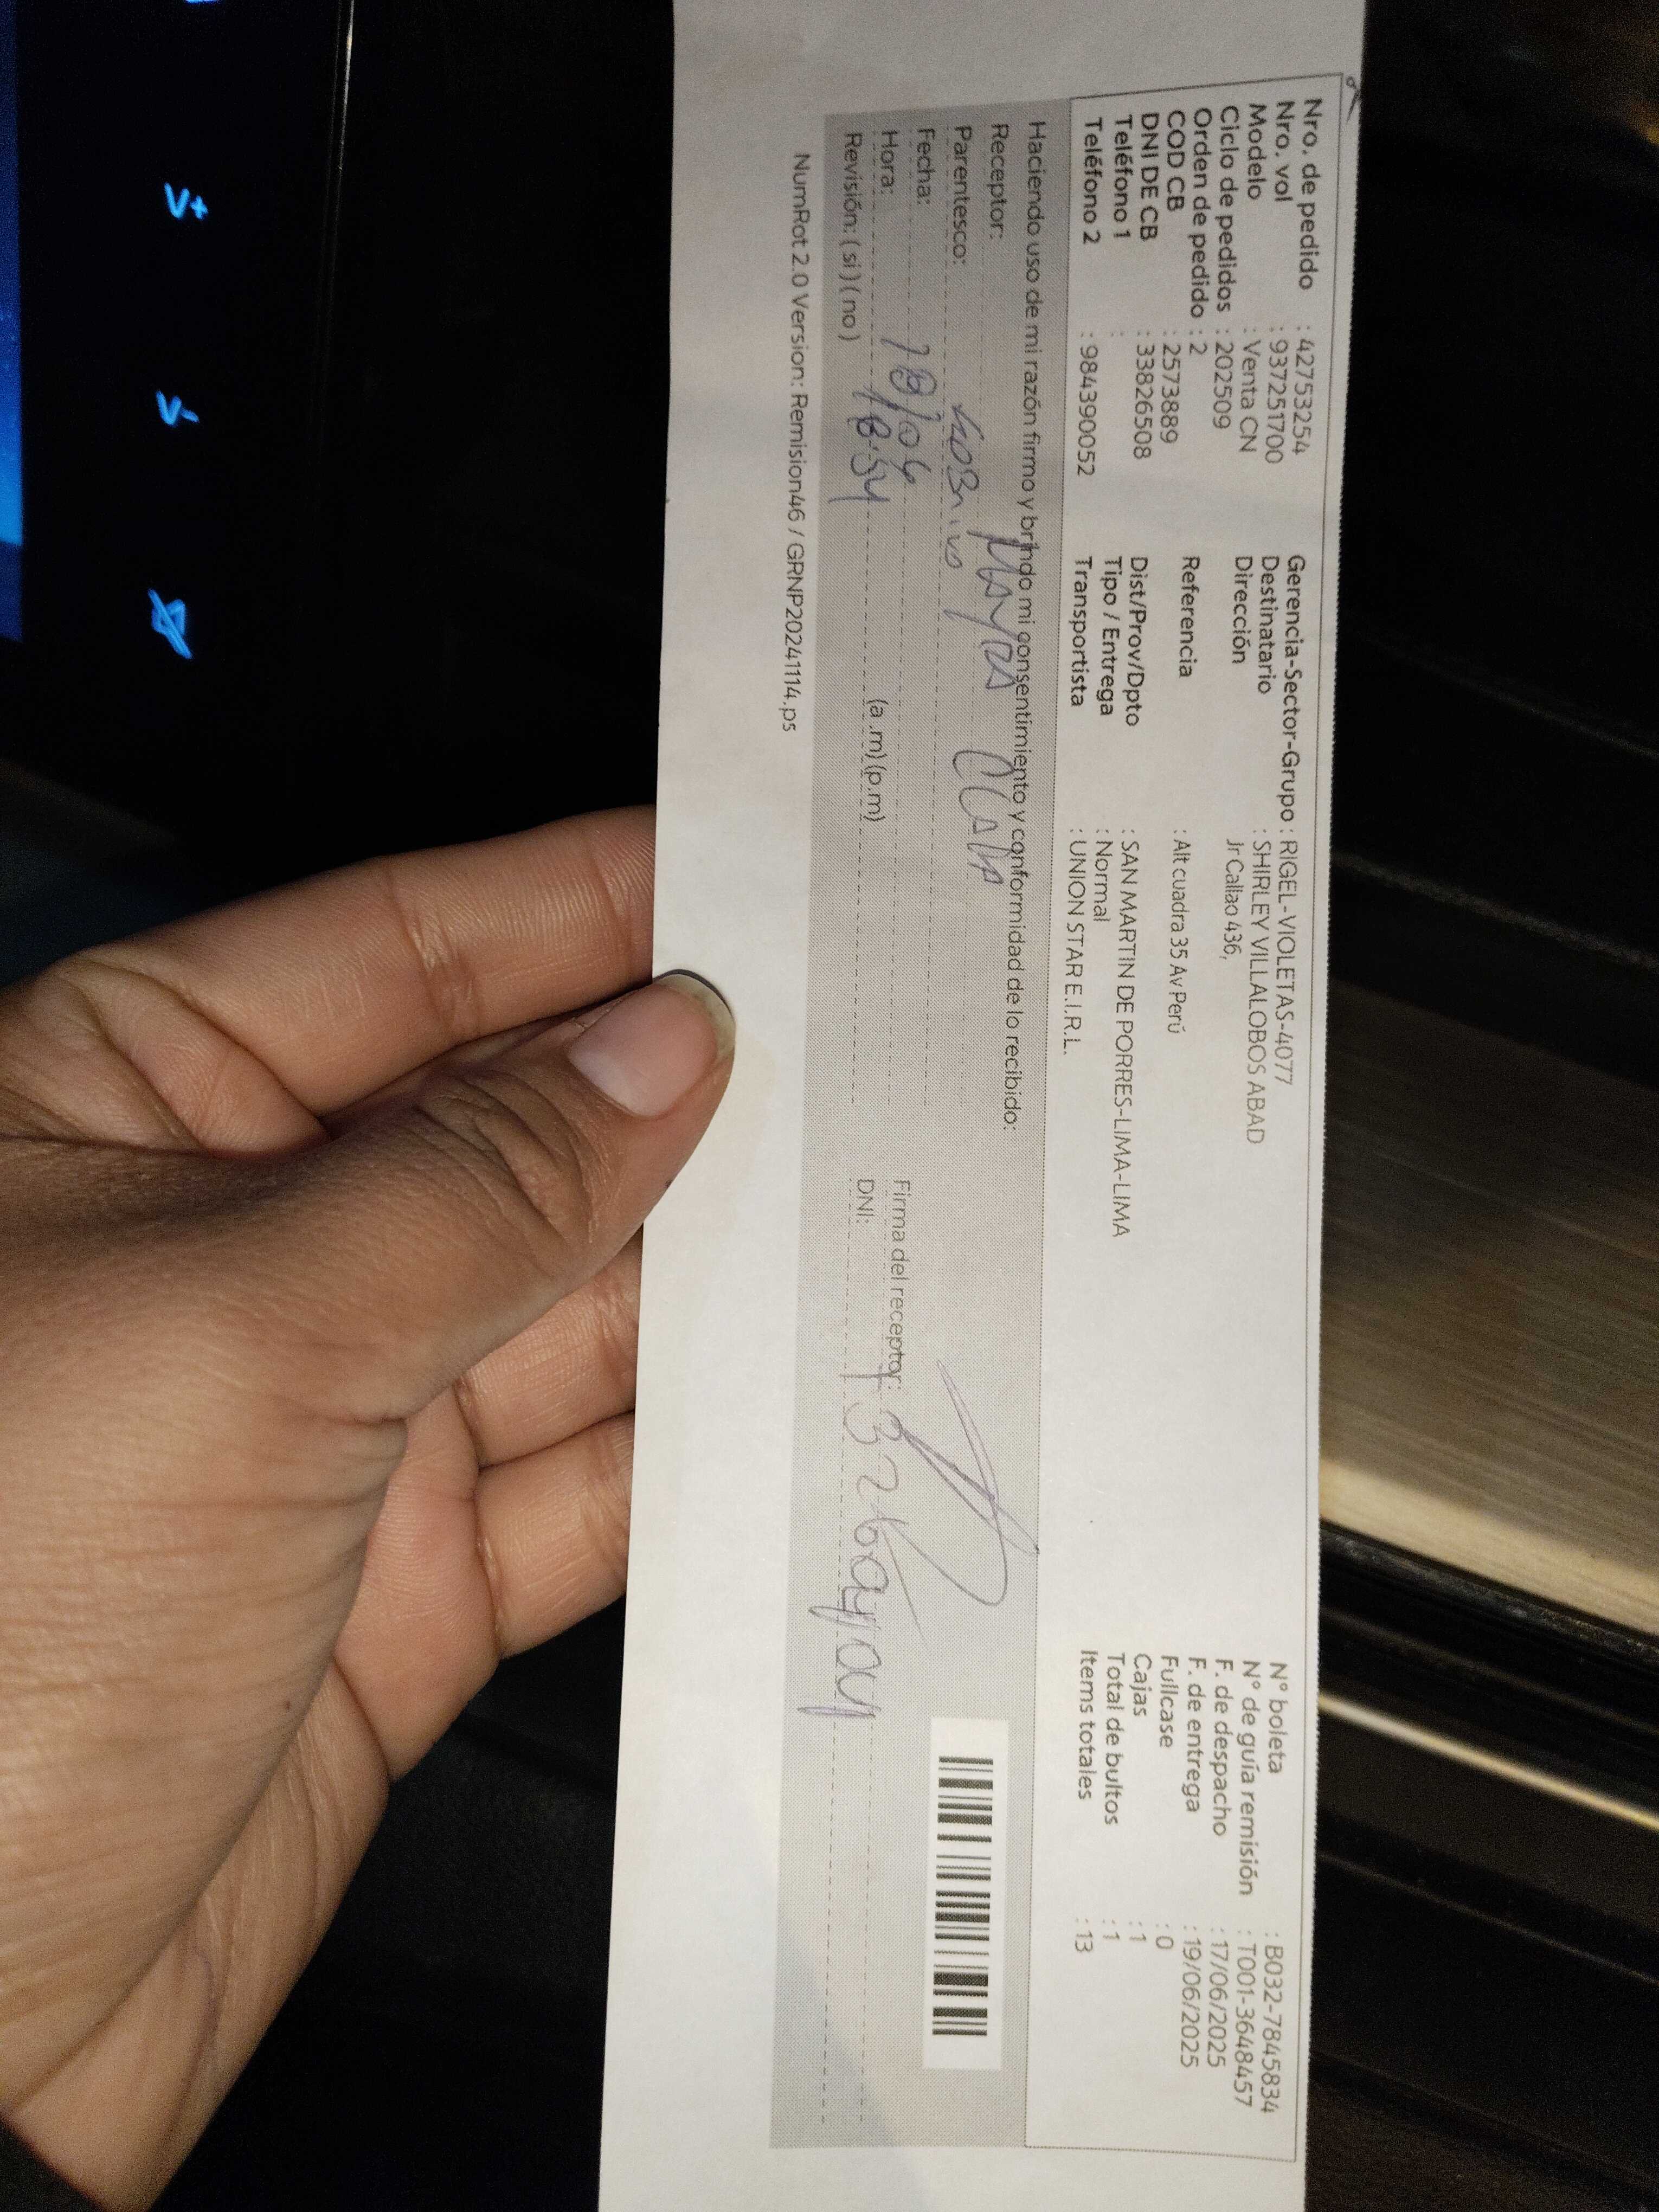 Nro. de pedido : 42753254
Nro. vol : 937251700
Modelo : Venta CN
Ciclo de pedidos : 202509
Orden de pedido : 2
COD CB : 2573889
DNI DE CB : 33826508
Teléfono 1 :
Teléfono 2 : 984390052
Gerencia-Sector-Grupo : RIGEL-VIOLETAS-4077
Destinatario : SHIRLEY VILLALOBOS ABAD
Dirección Jr Callao 436,
Referencia : Alt cuadra 35 Av Perú
Dist/Prov/Dpto : SAN MARTIN DE PORRES-LIMA-LIMA
Tipo / Entrega : Normal
Transportista : UNION STAR E.I.R.L.
N° boleta : B032-7845834
N° de guía remisión : T001-3648457
F. de despacho : 17/06/2025
F. de entrega : 19/06/2025
Fullcase : 0
Cajas : 1
Total de bultos : 1
Items totales : 13
Haciendo uso de mi razón firmo y brindo mi consentimiento y conformidad de lo recibido:
Receptor: Mayra
Parentesco:
Fecha: 18/06
Hora: 18:34 (a .m) (p.m)
Revisión: ( si ) ( no )
Firma del receptor:
DNI:
NumRot 2.0 Version: Remision46 / GRNP20241114.ps